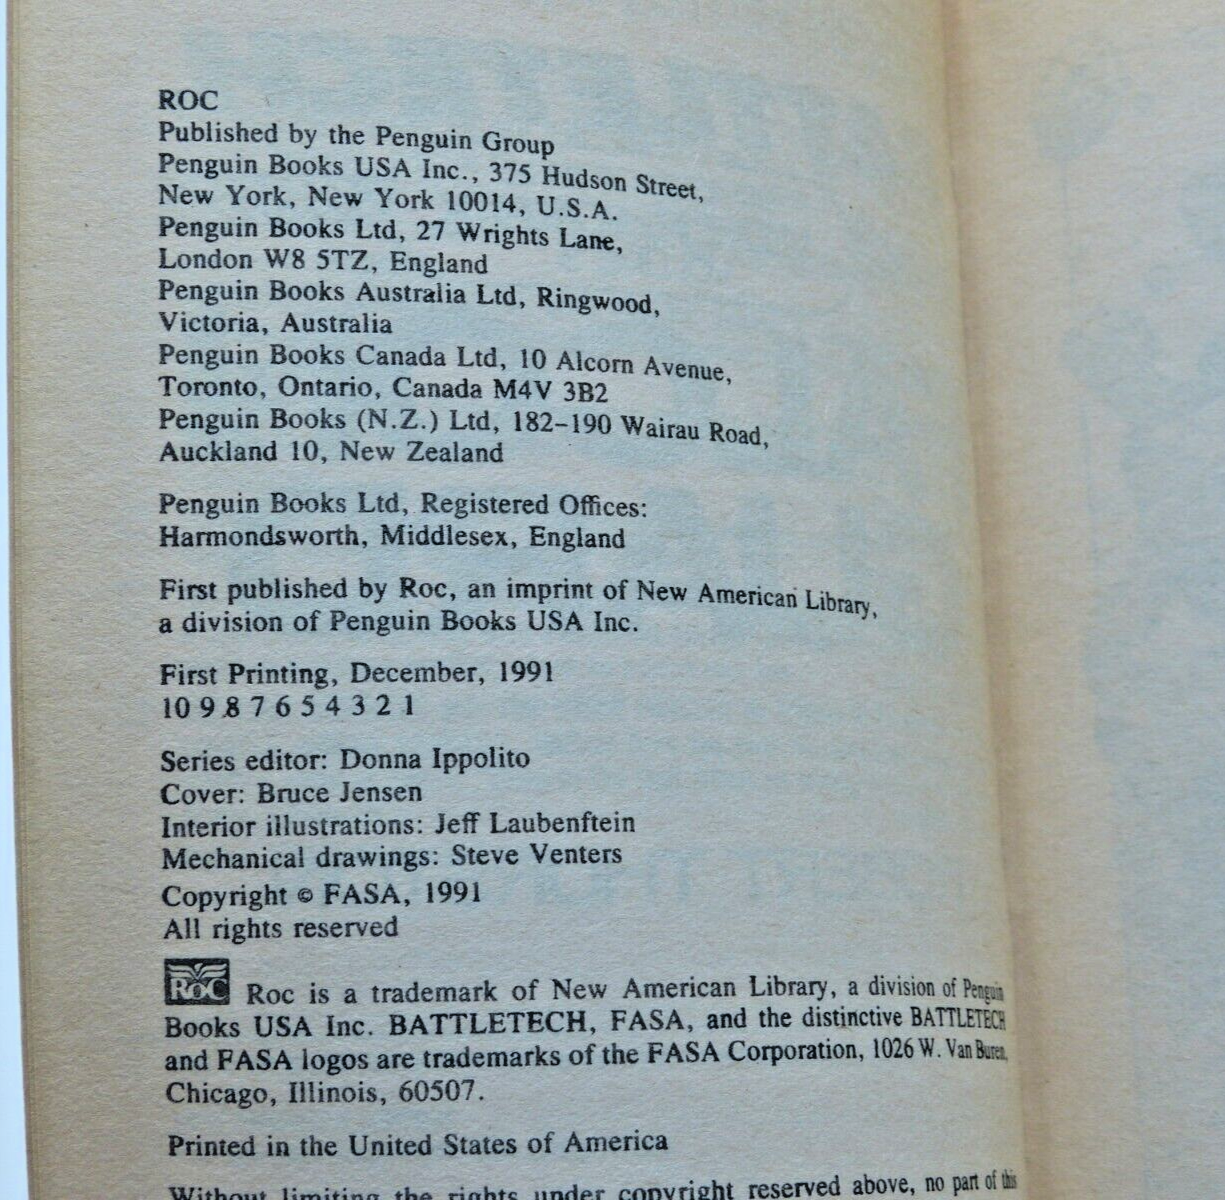 ROC
Published by the Penguin Group
Penguin Books USA Inc., 375 Hudson Street,
New York, New York 10014, U.S.A.
Penguin Books Ltd, 27 Wrights Lane,
London W8 5TZ, England
Penguin Books Australia Ltd, Ringwood,
Victoria, Australia
Penguin Books Canada Ltd, 10 Alcorn Avenue,
Toronto, Ontario, Canada M4V 3B2
Penguin Books (N.Z.) Ltd, 182–190 Wairau Road,
Auckland 10, New Zealand
Penguin Books Ltd, Registered Offices:
Harmondsworth, Middlesex, England
First published by Roc, an imprint of New American Library,
a division of Penguin Books USA Inc.
First Printing, December, 1991
10 9 8 7 6 5 4 3 2 1
Series editor: Donna Ippolito
Cover: Bruce Jensen
Interior illustrations: Jeff Laubenftein
Mechanical drawings: Steve Venters
Copyright © FASA, 1991
All rights reserved
ROC Roc is a trademark of New American Library, a division of Penguin
Books USA Inc. BATTLETECH, FASA, and the distinctive BATTLETECH
and FASA logos are trademarks of the FASA Corporation, 1026 W. Van Buren,
Chicago, Illinois, 60507.
Printed in the United States of America
Without limiting the rights under copyright reserved above, no part of this